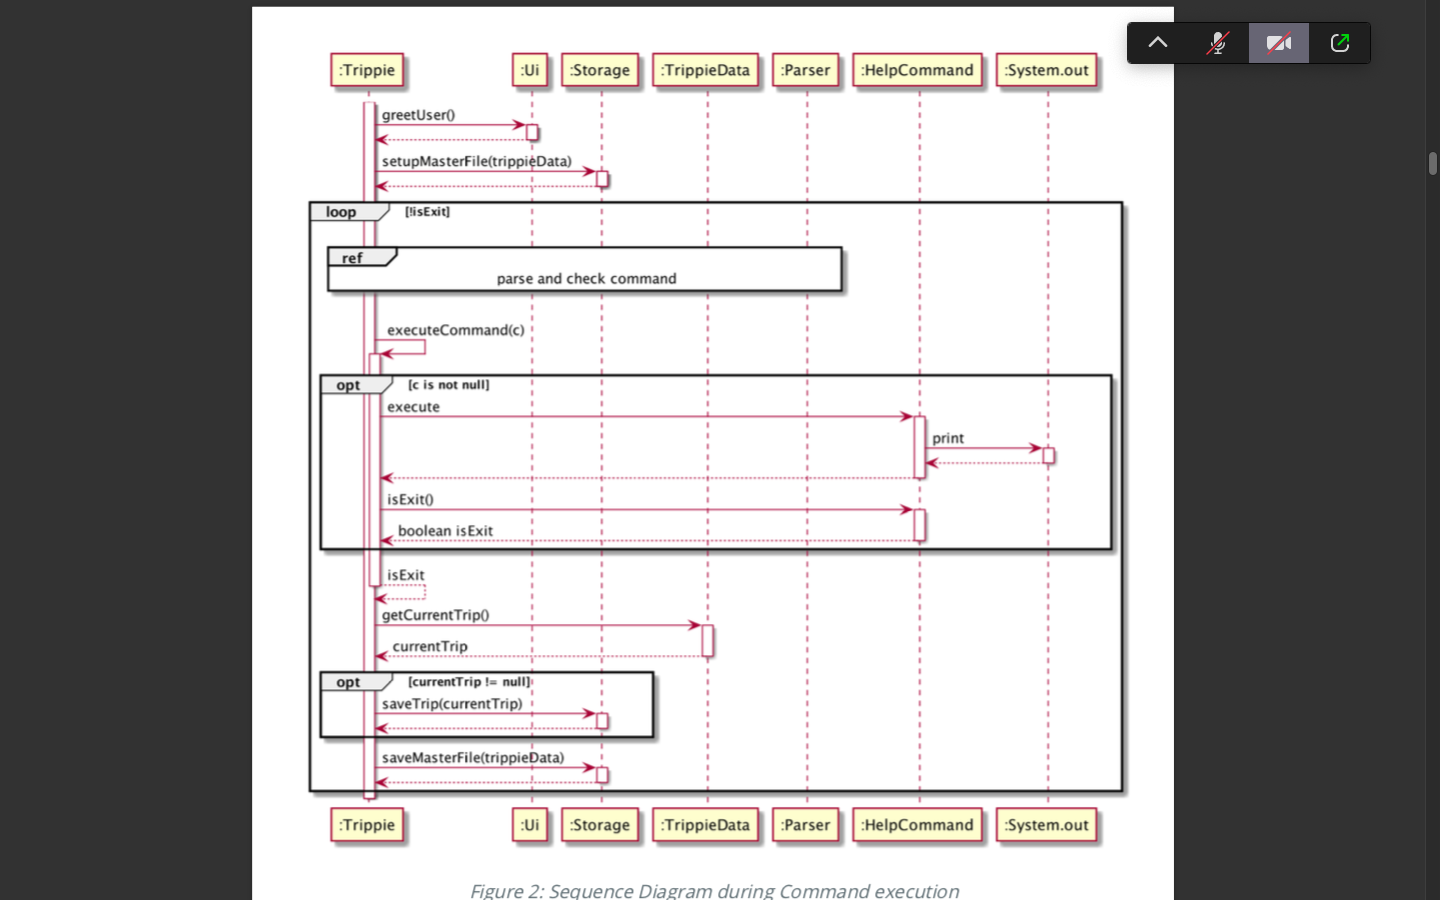 :Trippie :Ui :Storage :TrippieData :Parser :HelpCommand :System.out
greetUser()
setupMasterFile(trippieData)
loop [!isExit]
ref
parse and check command
executeCommand(c)
opt [c is not null]
execute
print
isExit()
boolean isExit
isExit
getCurrentTrip()
currentTrip
opt [currentTrip != null]
saveTrip(currentTrip)
saveMasterFile(trippieData)
:Trippie :Ui :Storage :TrippieData :Parser :HelpCommand :System.out
Figure 2: Sequence Diagram during Command execution